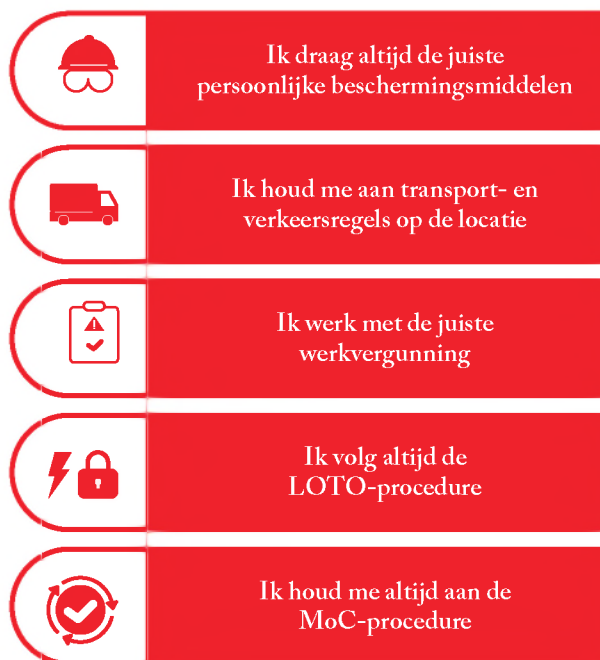 Ik draag altijd de juiste
persoonlijke beschermingsmiddelen
Ik houd me aan transport- en
verkeersregels op de locatie
Ik werk met de juiste
werkvergunning
Ik volg altijd de
LOTO-procedure
Ik houd me altijd aan de
MoC-procedure